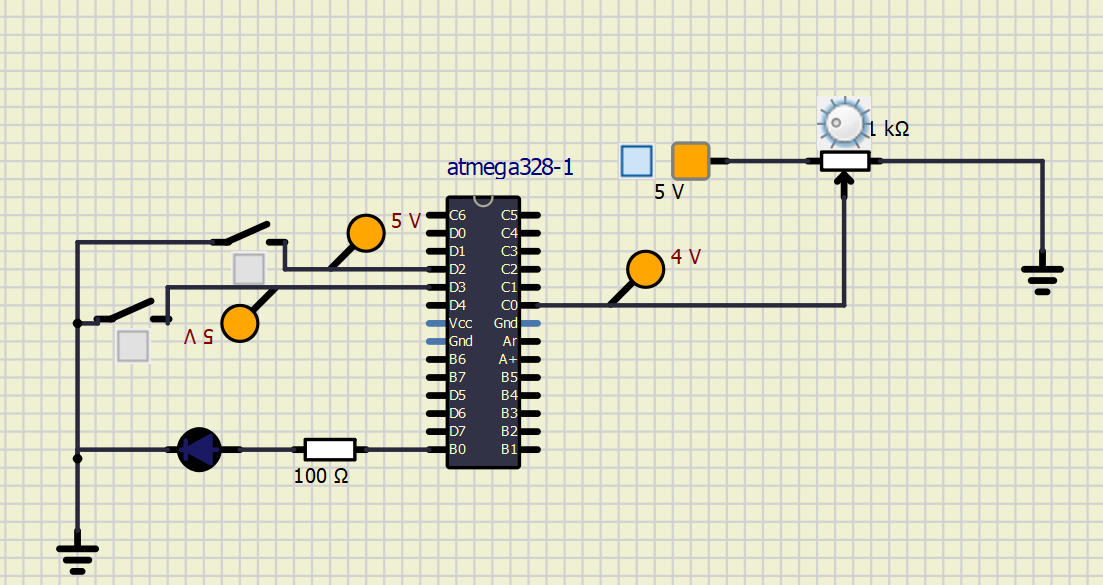 1 kΩ
atmega328-1
5 V
5 V
4 V
5 V
100 Ω
C6 C5
D0 C4
D1 C3
D2 C2
D3 C1
D4 C0
Vcc Gnd
Gnd Ar
B6 A+
B7 B5
D5 B4
D6 B3
D7 B2
B0 B1